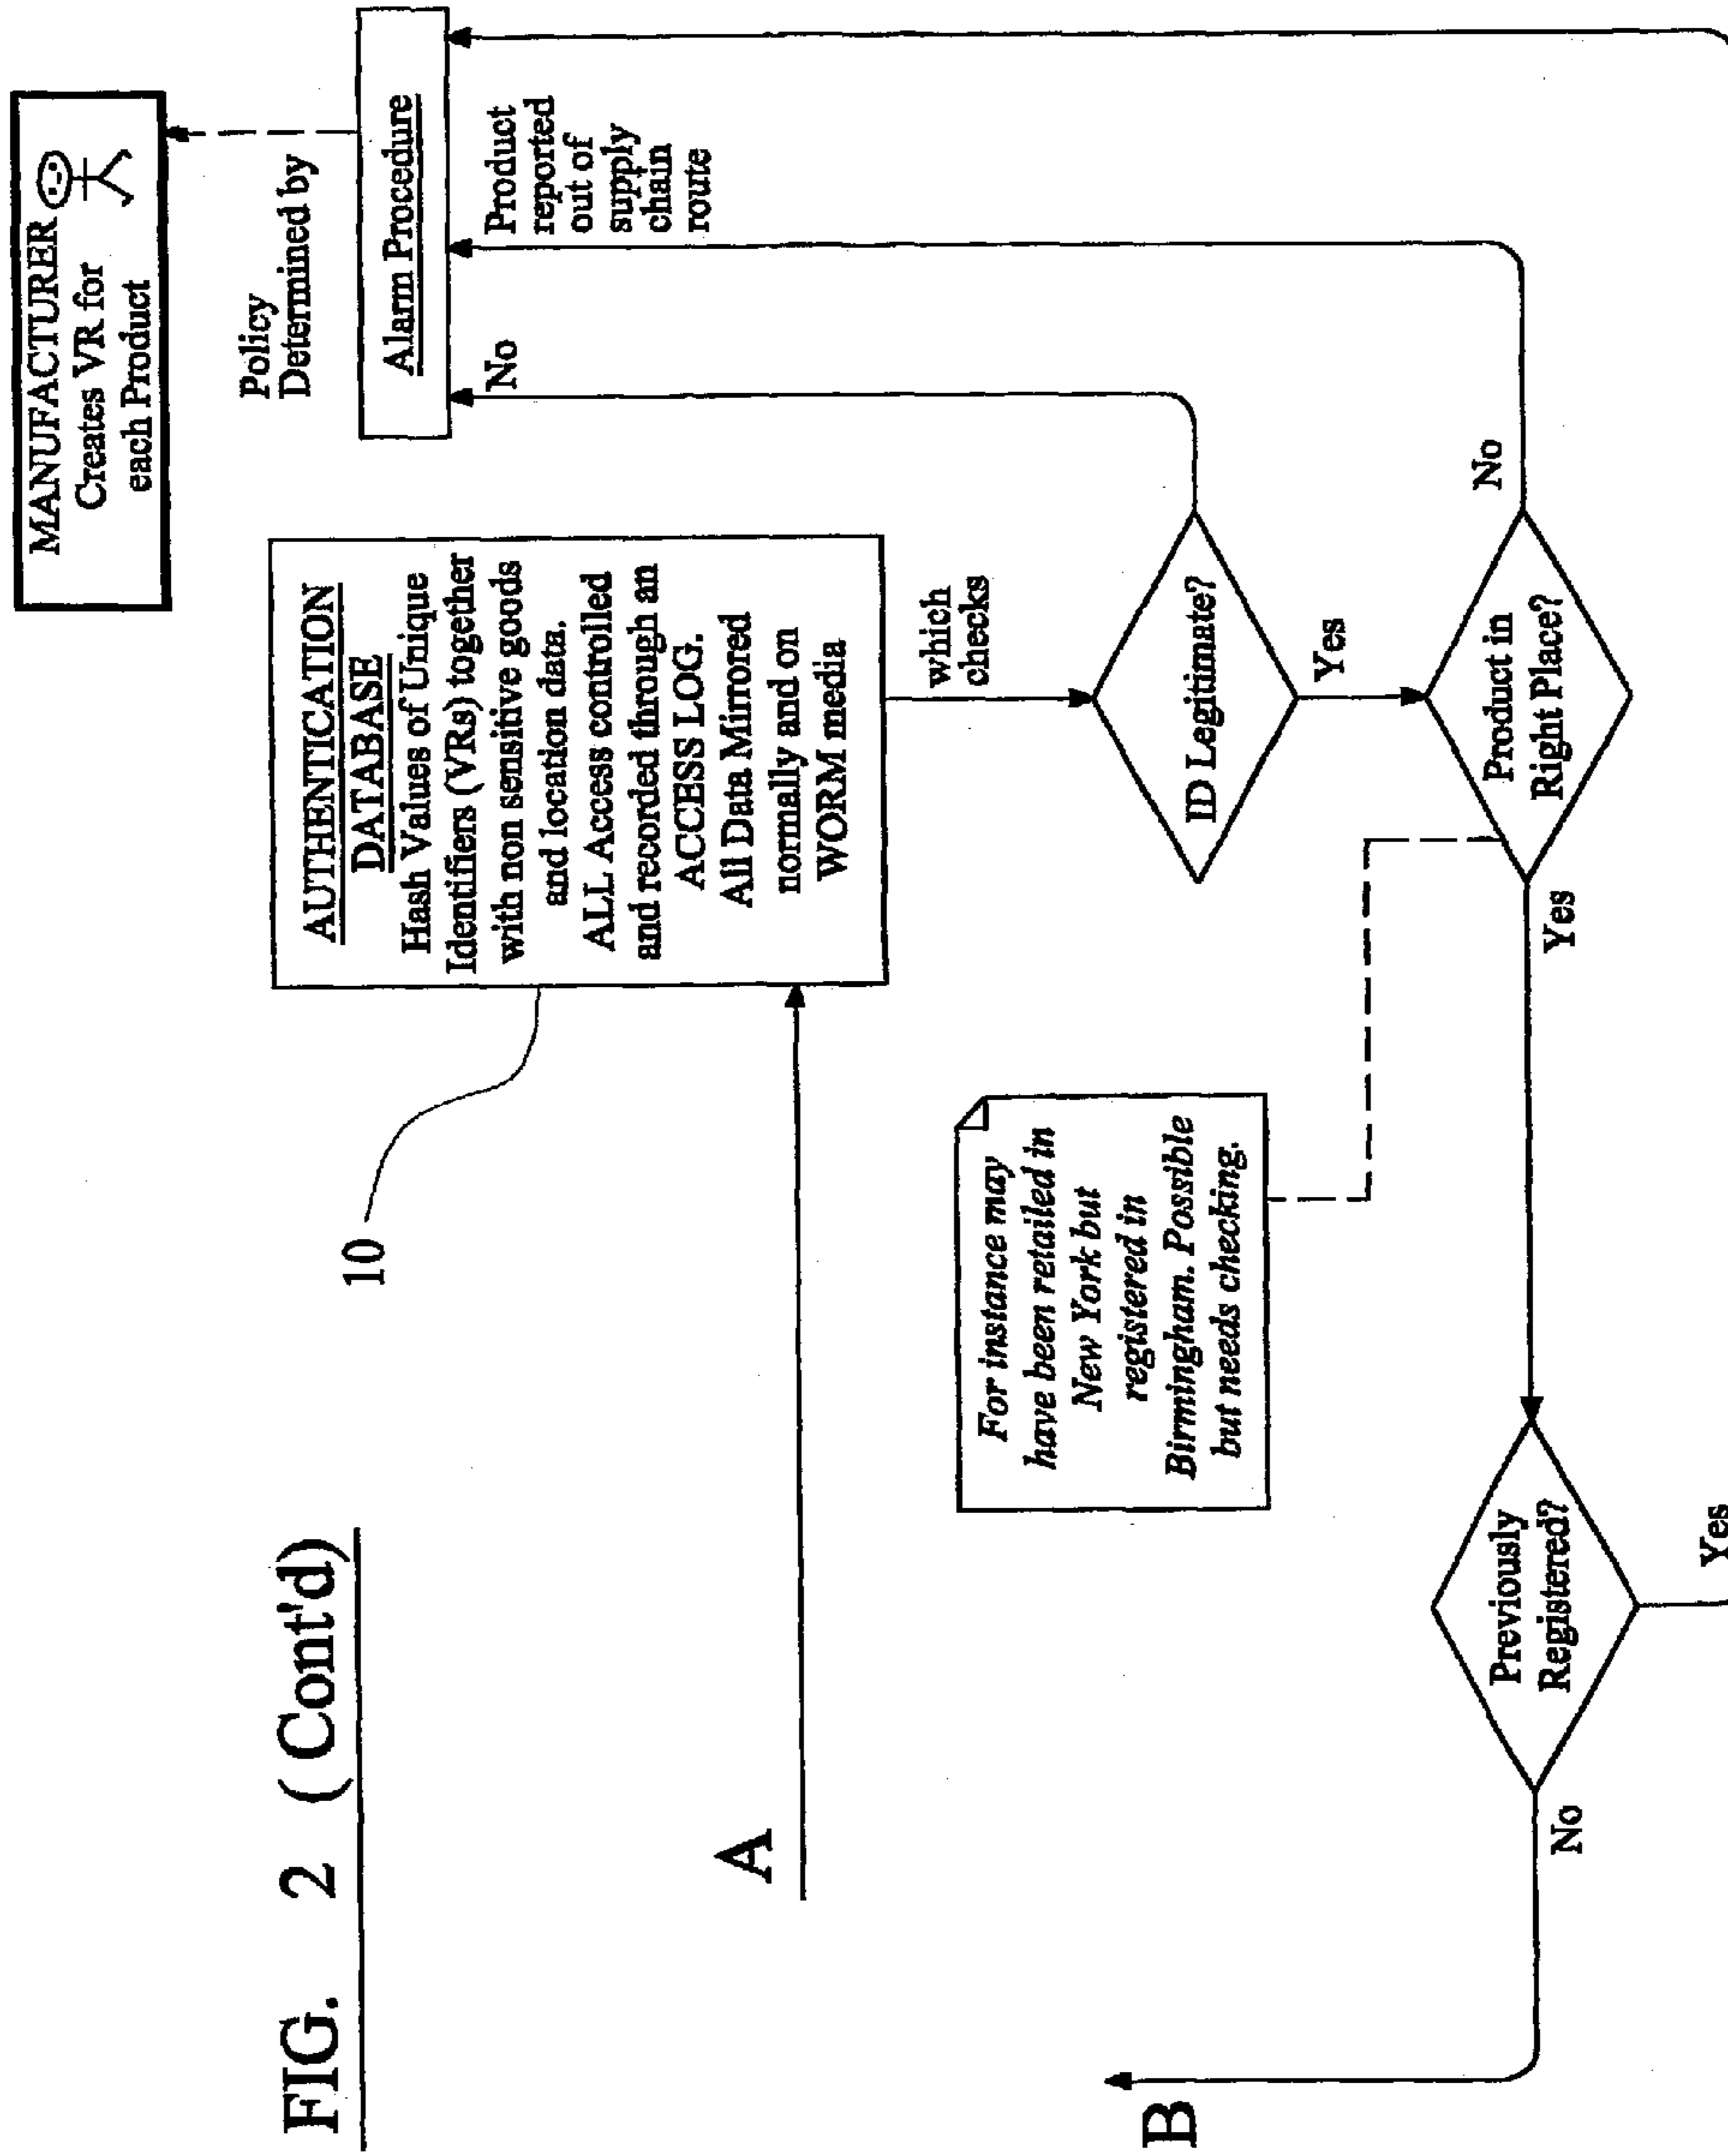 FIG. 2 (Cont'd)
MANUFACTURER
Creates VR for
each Product
Policy
Determined by
Alarm Procedure
No
Product
reported
out of
supply
chain
route
10
AUTHENTICATION
DATABASE
Hash Values of Unique
Identifiers (VRs) together
with non sensitive goods
and location data.
ALL Access controlled
and recorded through an
ACCESS LOG.
All Data Mirrored
normally and on
WORM media
A
which
checks
ID Legitimate?
Yes
For instance may
have been retailed in
New York but
registered in
Birmingham. Possible
but needs checking.
Product in
Right Place?
No
Yes
Previously
Registered?
No
Yes
B